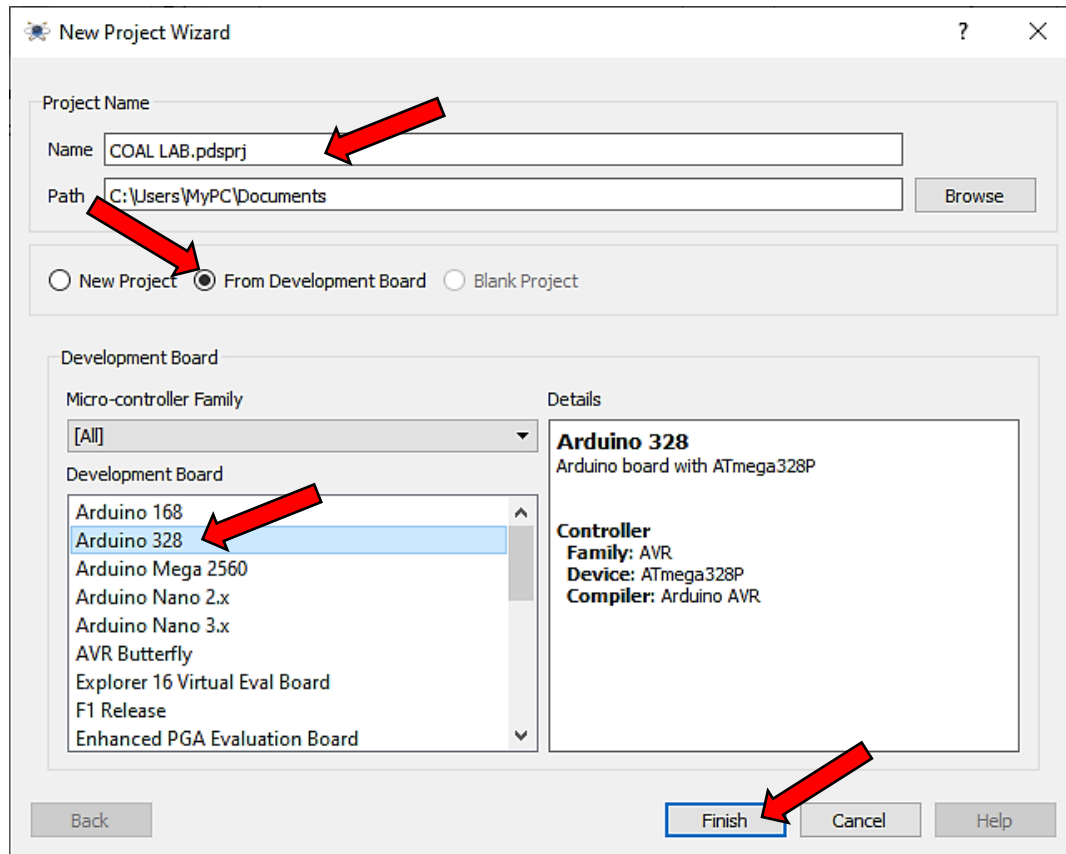 New Project Wizard
?
Project Name
Name COAL LAB.pdsprj
Path C:\Users\MyPC\Documents Browse
New Project From Development Board Blank Project
Development Board
Micro-controller Family
[All]
Development Board
Arduino 168
Arduino 328
Arduino Mega 2560
Arduino Nano 2.x
Arduino Nano 3.x
AVR Butterfly
Explorer 16 Virtual Eval Board
F1 Release
Enhanced PGA Evaluation Board
Details
Arduino 328
Arduino board with ATmega328P
Controller
Family: AVR
Device: ATmega328P
Compiler: Arduino AVR
Back Finish Cancel Help